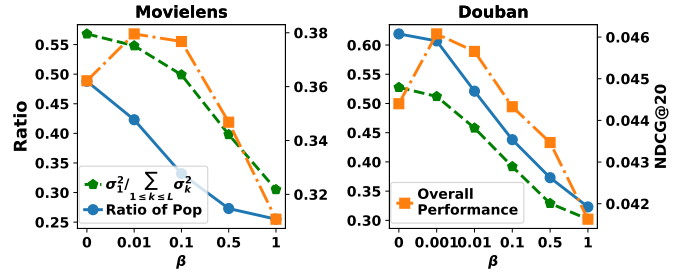 Movielens
Douban
Ratio
0.55
0.50
0.45
0.40
0.35
0.30
0.25
0.38
0.36
0.34
0.32
σ₁²/ ∑ σₖ²
1≤k≤L
Ratio of Pop
0 0.01 0.1 0.5 1
β
0.60
0.55
0.50
0.45
0.40
0.35
0.30
0.046
0.045
0.044
0.043
0.042
NDCG@20
Overall
Performance
0 0.001 0.01 0.1 0.5 1
β